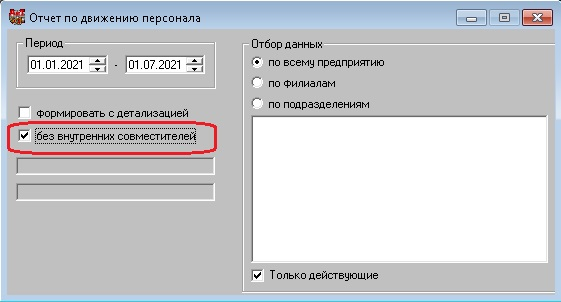 Отчет по движению персонала
Период
01.01.2021 - 01.07.2021
формировать с детализацией
без внутренних совместителей
Отбор данных
по всему предприятию
по филиалам
по подразделениям
Только действующие